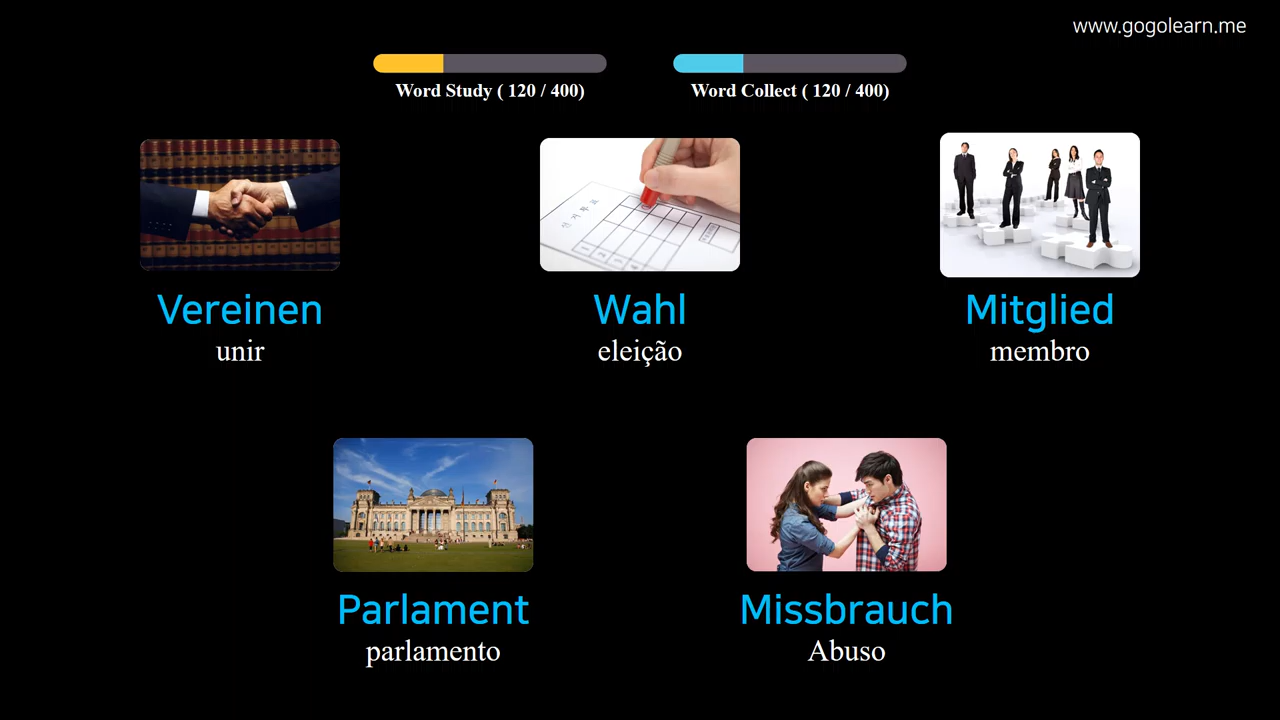 www.gogolearn.me
Word Study ( 120 / 400)
Word Collect ( 120 / 400)
Vereinen
unir
Wahl
eleição
Mitglied
membro
Parlament
parlamento
Missbrauch
Abuso